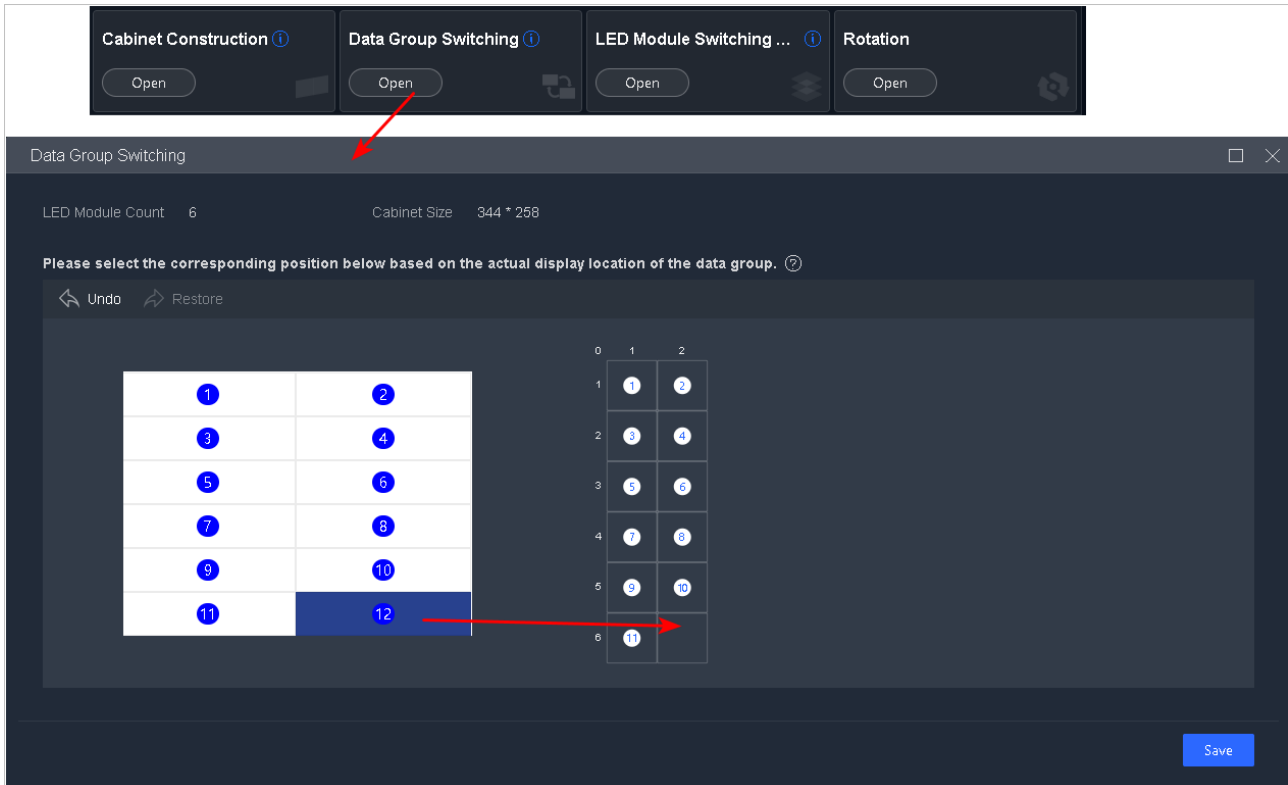 Cabinet Construction Data Group Switching LED Module Switching ... Rotation
Open Open Open Open
Data Group Switching
LED Module Count 6 Cabinet Size 344 * 258
Please select the corresponding position below based on the actual display location of the data group.
Undo Restore
0 1 2
1 2 1 1 2
3 4 2 3 4
5 6 3 5 6
7 8 4 7 8
9 10 5 9 10
11 12 6 11
Save